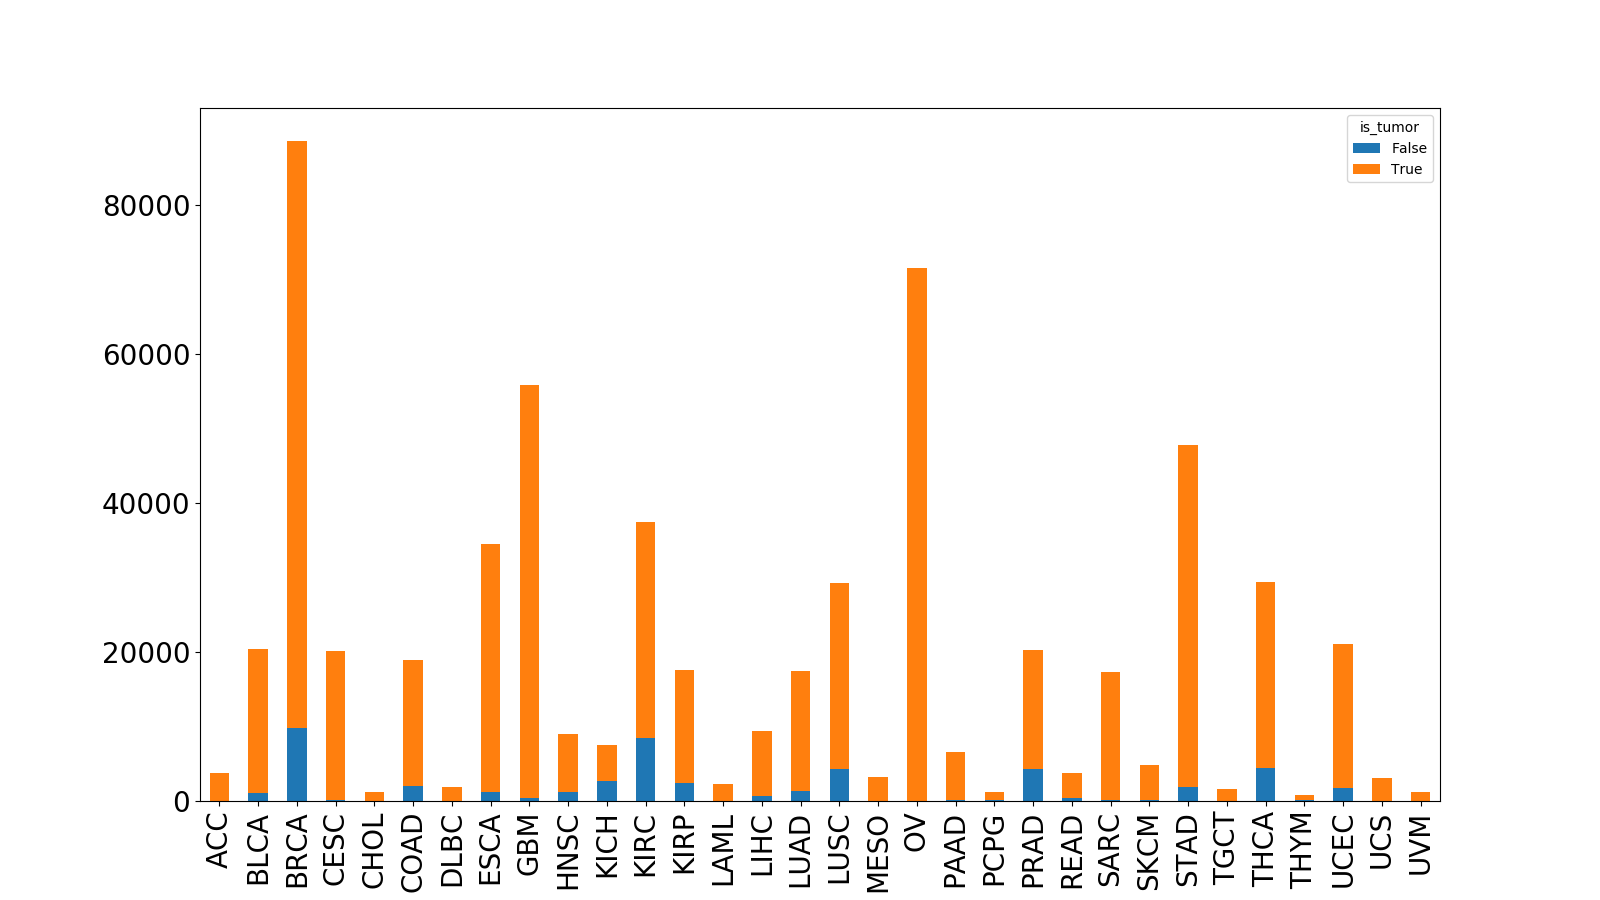 is_tumor
False
True
80000
60000
40000
20000
0
ACC
BLCA
BRCA
CESC
CHOL
COAD
DLBC
ESCA
GBM
HNSC
KICH
KIRC
KIRP
LAML
LIHC
LUAD
LUSC
MESO
OV
PAAD
PCPG
PRAD
READ
SARC
SKCM
STAD
TGCT
THCA
THYM
UCEC
UCS
UVM